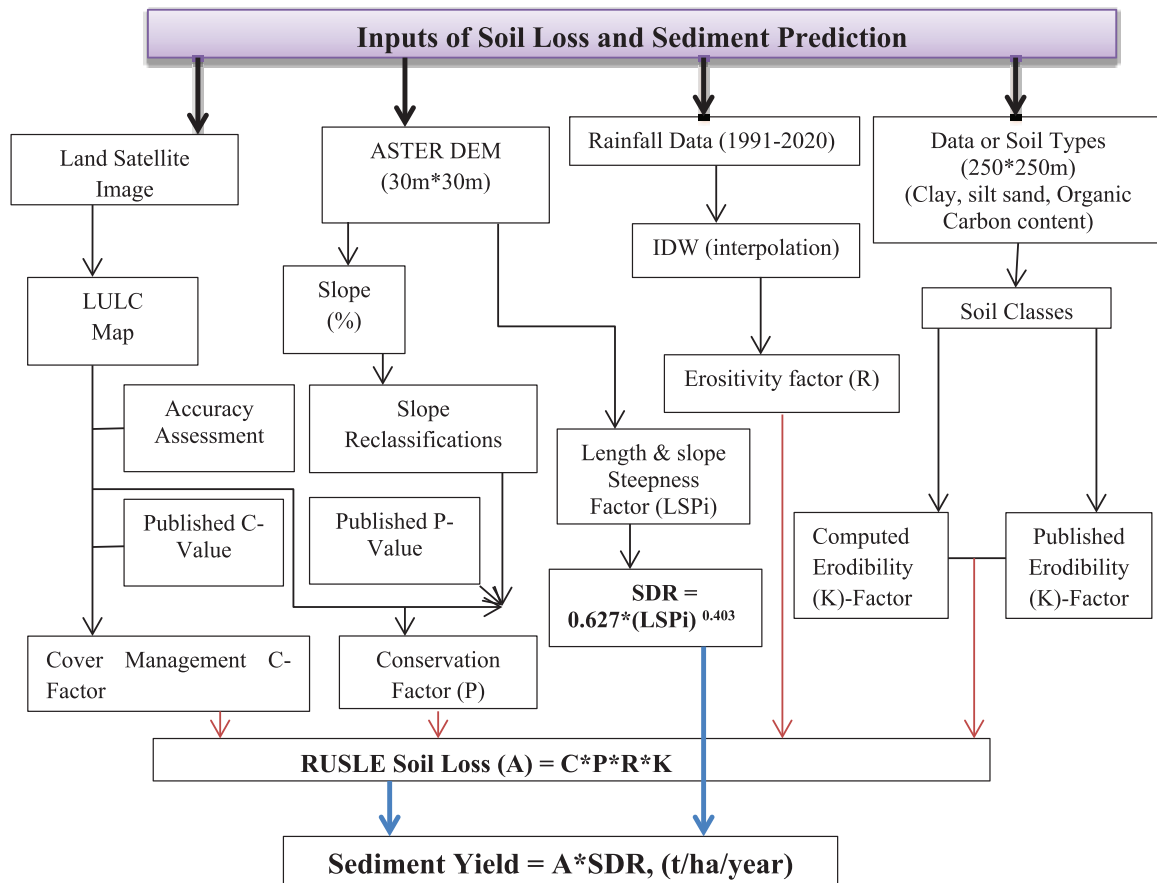 Inputs of Soil Loss and Sediment Prediction
Land Satellite
Image
ASTER DEM
(30m*30m)
Rainfall Data (1991-2020)
Data or Soil Types
(250*250m)
(Clay, silt sand, Organic
Carbon content)
LULC
Map
Slope
(%)
IDW (interpolation)
Soil Classes
Accuracy
Assessment
Slope
Reclassifications
Erositivity factor (R)
Length & slope
Steepness
Factor (LSPi)
Published C-
Value
Published P-
Value
Computed
Erodibility
(K)-Factor
Published
Erodibility
(K)-Factor
SDR =
0.627*(LSPi) 0.403
Cover Management C-
Factor
Conservation
Factor (P)
RUSLE Soil Loss (A) = C*P*R*K
Sediment Yield = A*SDR, (t/ha/year)